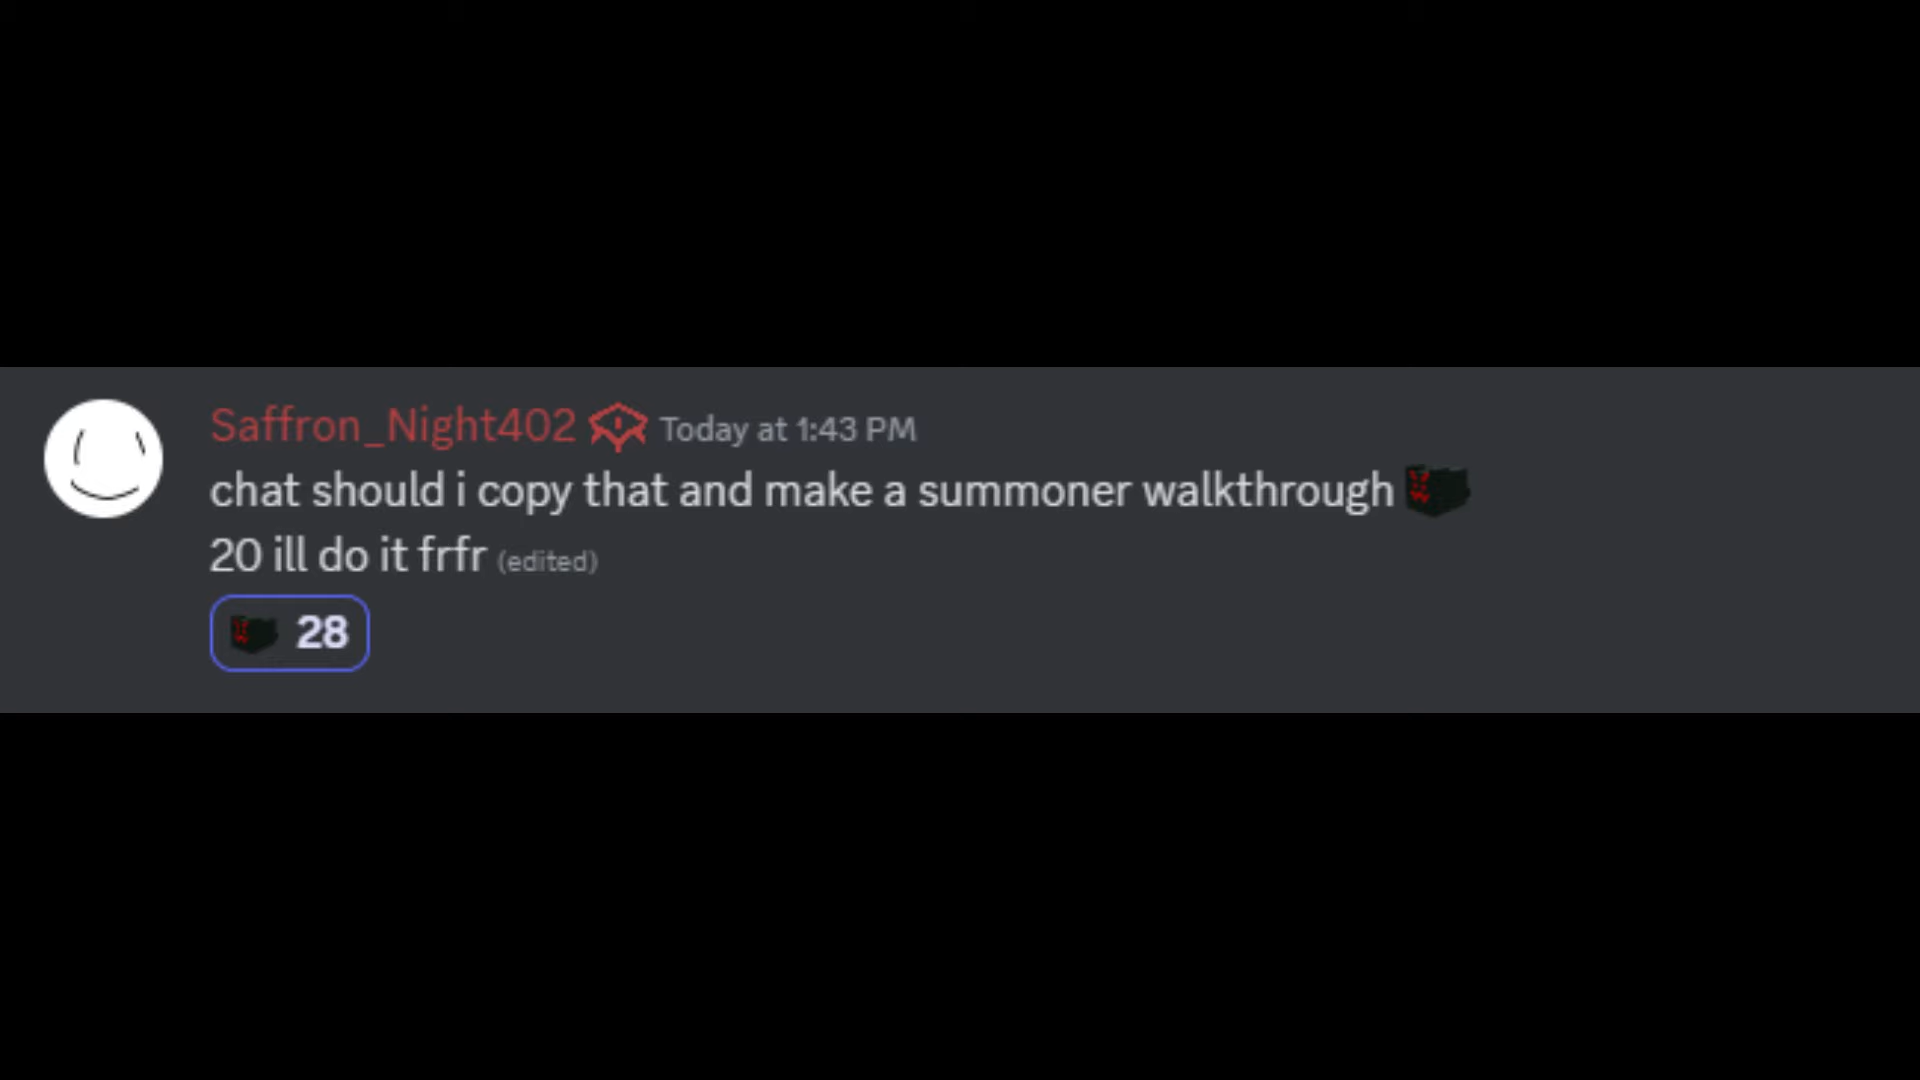 Saffron_Night402 Today at 1:43 PM
chat should i copy that and make a summoner walkthrough
20 ill do it frfr (edited)
28